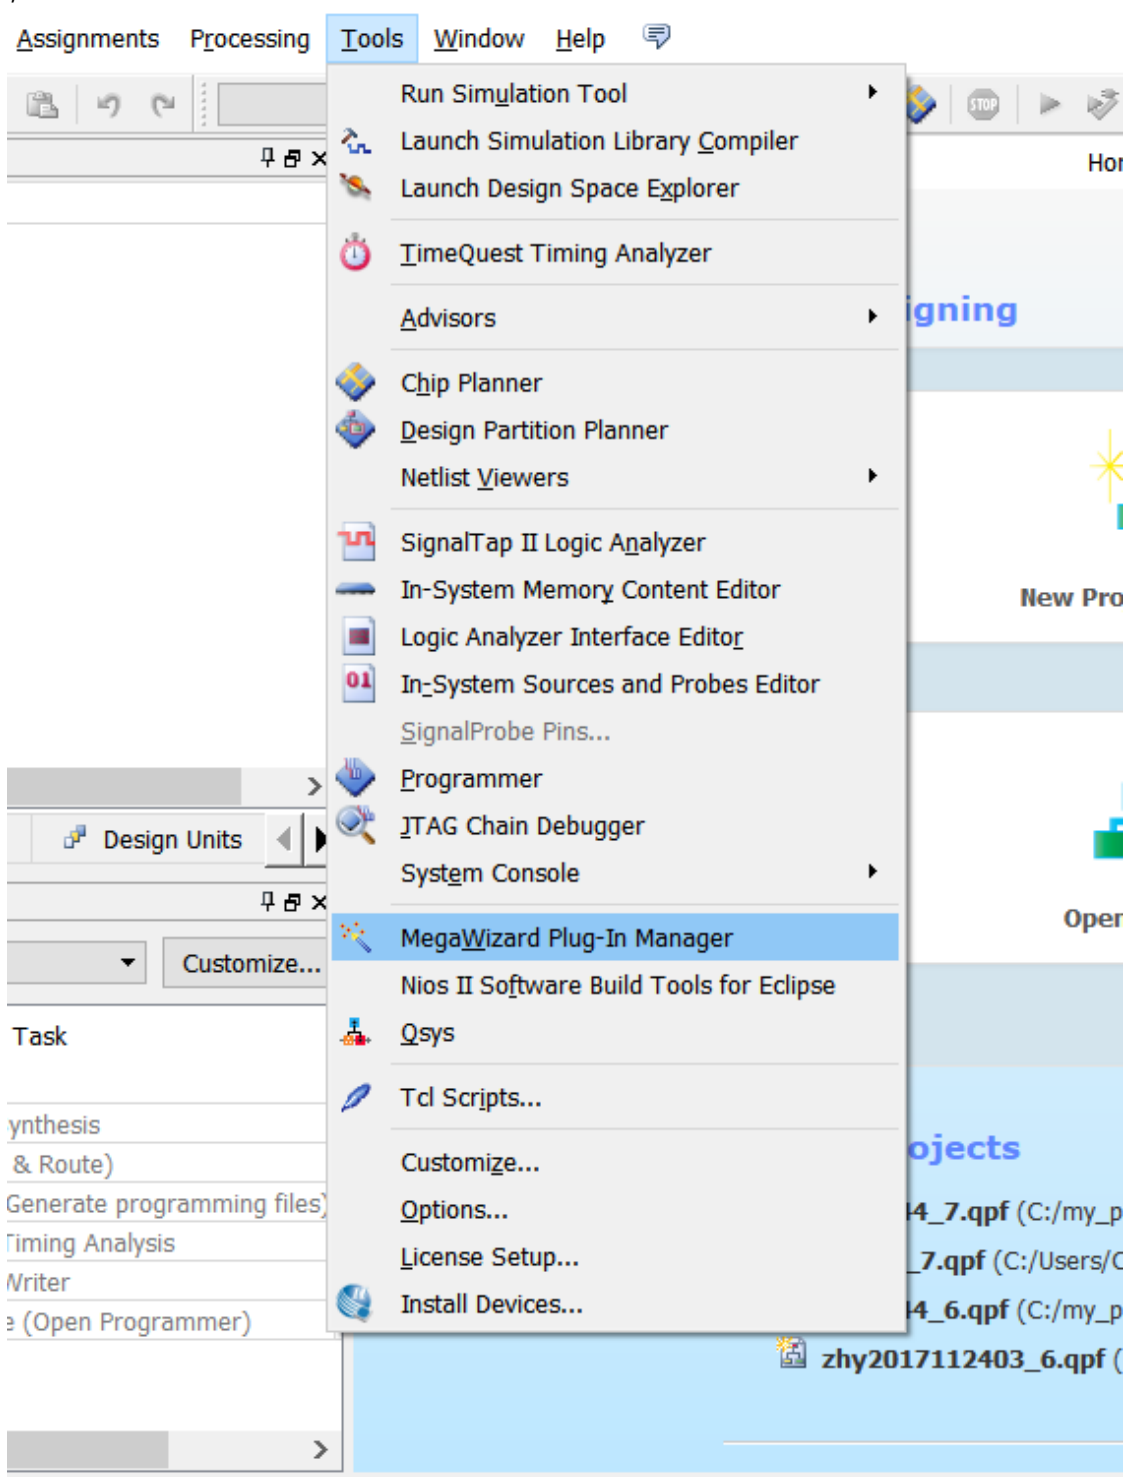 Assignments Processing Tools Window Help
Run Simulation Tool
STOP
Launch Simulation Library Compiler
Launch Design Space Explorer
TimeQuest Timing Analyzer
Advisors
igning
Chip Planner
Design Partition Planner
Netlist Viewers
SignalTap II Logic Analyzer
In-System Memory Content Editor
New Pro
Logic Analyzer Interface Editor
01 In-System Sources and Probes Editor
SignalProbe Pins...
Programmer
Design Units
JTAG Chain Debugger
System Console
Open
MegaWizard Plug-In Manager
Customize...
Nios II Software Build Tools for Eclipse
Task
Qsys
Tcl Scripts...
ynthesis
ojects
& Route)
Customize...
Generate programming files)
Options...
44_7.qpf (C:/my_p
Timing Analysis
License Setup...
_7.qpf (C:/Users/C
Writer
Install Devices...
44_6.qpf (C:/my_p
e (Open Programmer)
zhy2017112403_6.qpf (